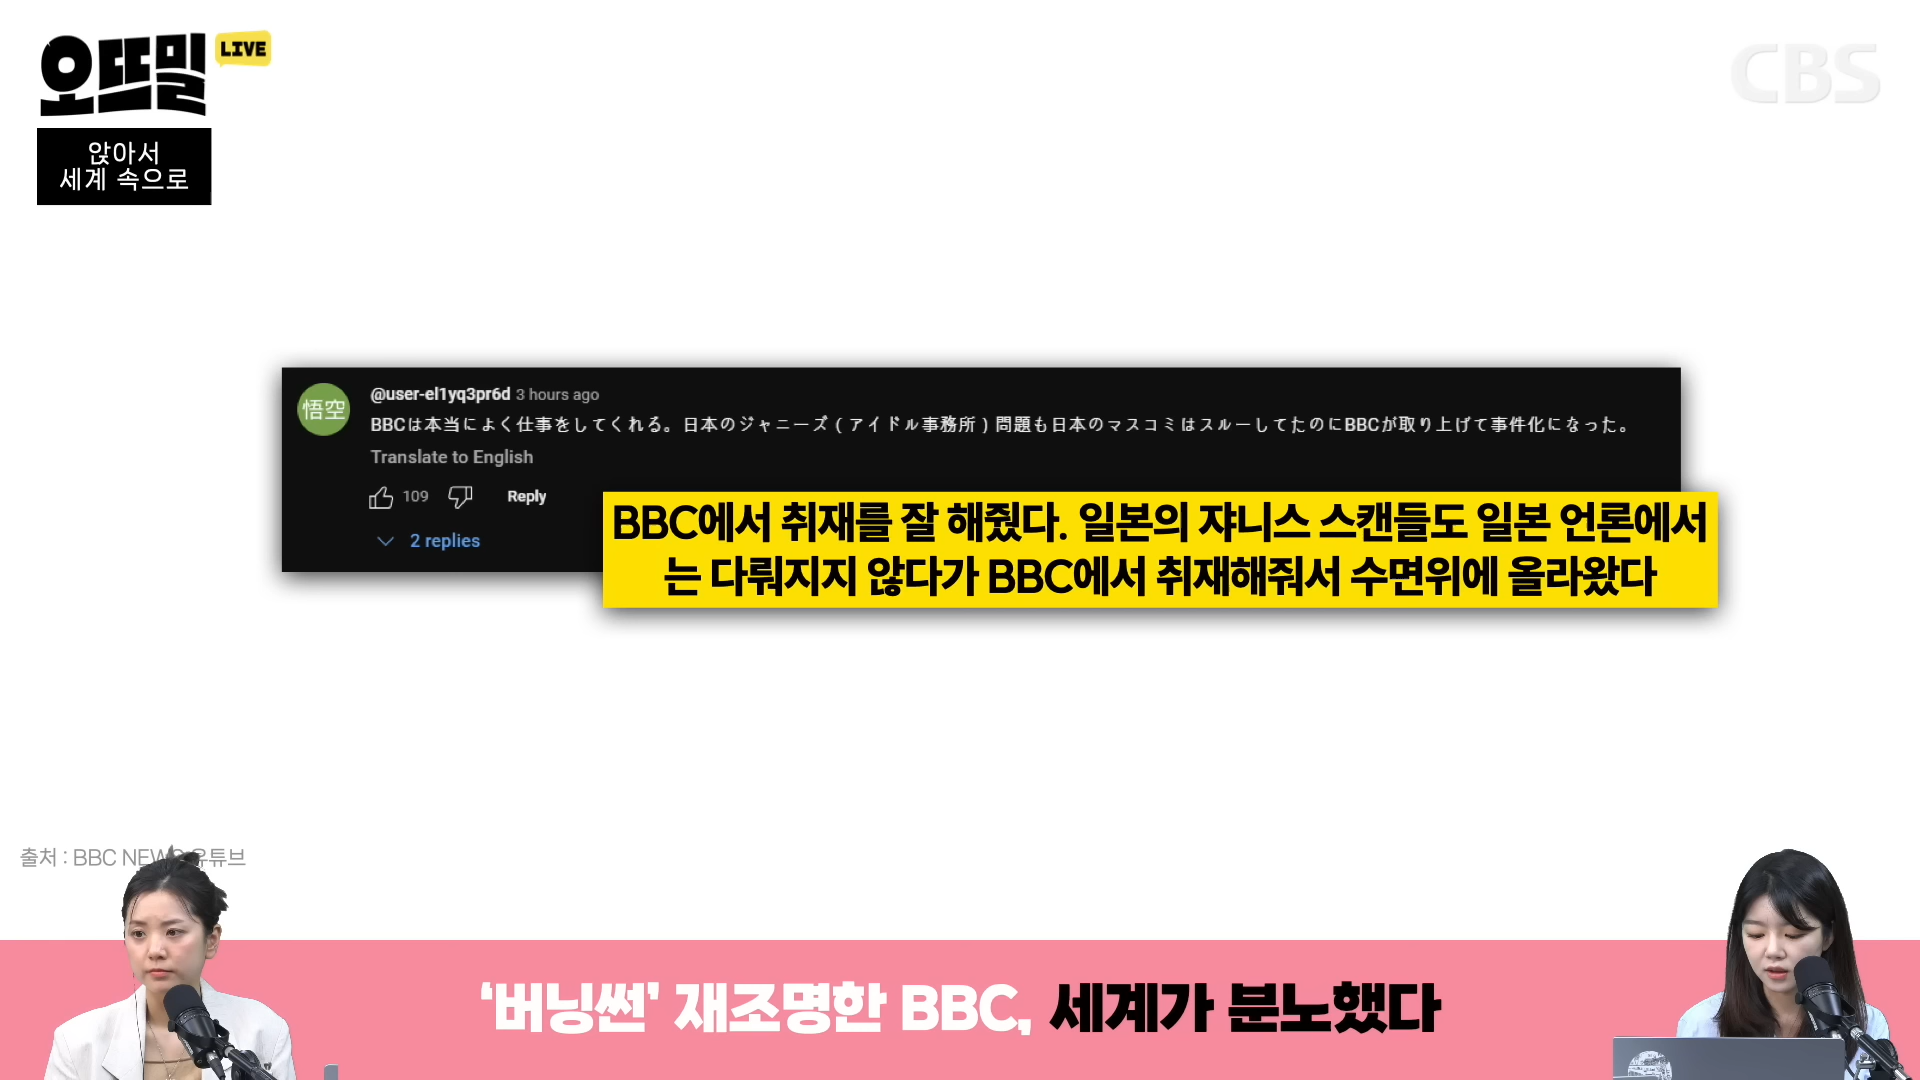 오뜨밀 LIVE
CBS
앉아서
세계 속으로
悟空
@user-el1yq3pr6d 3 hours ago
BBCは本当によく仕事をしてくれる。日本のジャニーズ ( アイドル事務所 ) 問題も日本のマスコミはスルーしてたのにBBCが取り上げて事件化になった。
Translate to English
109 Reply
2 replies
BBC에서 취재를 잘 해줬다. 일본의 쟈니스 스캔들도 일본 언론에서
는 다뤄지지 않다가 BBC에서 취재해줘서 수면위에 올라왔다
출처 : BBC NEWS 유튜브
‘버닝썬’ 재조명한 BBC, 세계가 분노했다